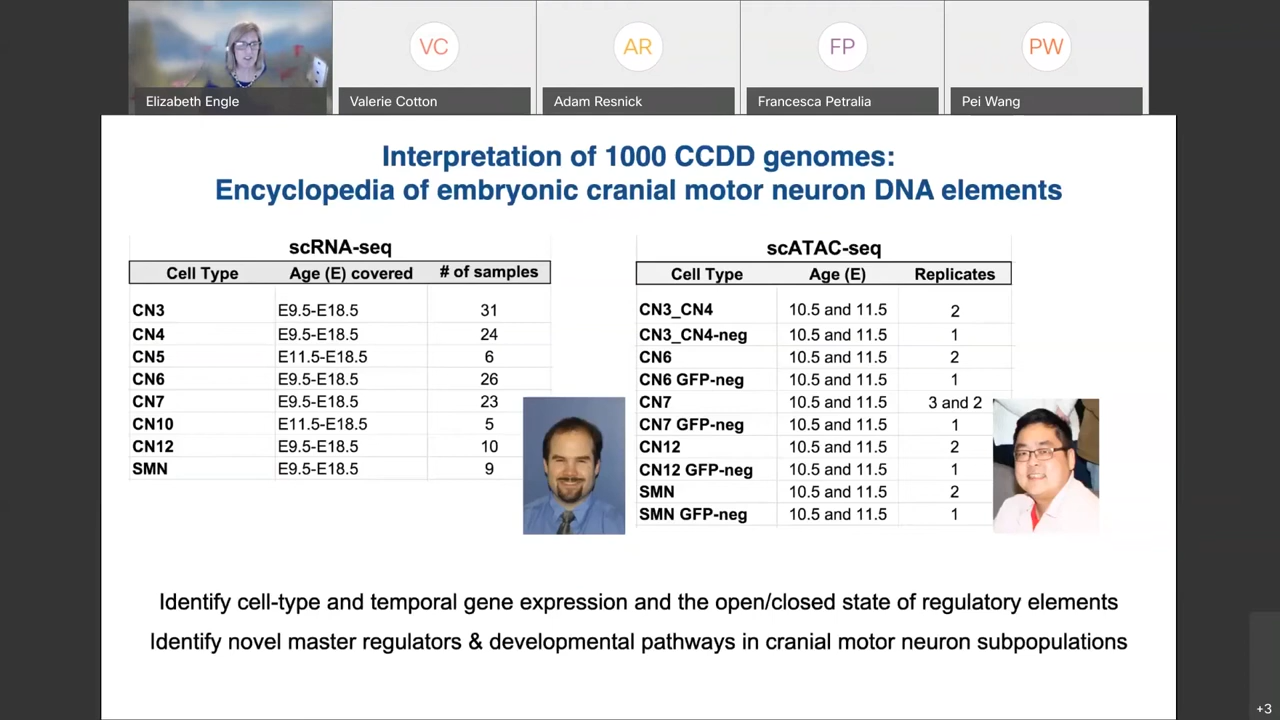 VC
AR
FP
PW
Elizabeth Engle
Valerie Cotton
Adam Resnick
Francesca Petralia
Pei Wang
Interpretation of 1000 CCDD genomes:
Encyclopedia of embryonic cranial motor neuron DNA elements
scRNA-seq
Cell Type Age (E) covered # of samples
CN3 E9.5-E18.5 31
CN4 E9.5-E18.5 24
CN5 E11.5-E18.5 6
CN6 E9.5-E18.5 26
CN7 E9.5-E18.5 23
CN10 E11.5-E18.5 5
CN12 E9.5-E18.5 10
SMN E9.5-E18.5 9
scATAC-seq
Cell Type Age (E) Replicates
CN3_CN4 10.5 and 11.5 2
CN3_CN4-neg 10.5 and 11.5 1
CN6 10.5 and 11.5 2
CN6 GFP-neg 10.5 and 11.5 1
CN7 10.5 and 11.5 3 and 2
CN7 GFP-neg 10.5 and 11.5 1
CN12 10.5 and 11.5 2
CN12 GFP-neg 10.5 and 11.5 1
SMN 10.5 and 11.5 2
SMN GFP-neg 10.5 and 11.5 1
Identify cell-type and temporal gene expression and the open/closed state of regulatory elements
Identify novel master regulators & developmental pathways in cranial motor neuron subpopulations
+3